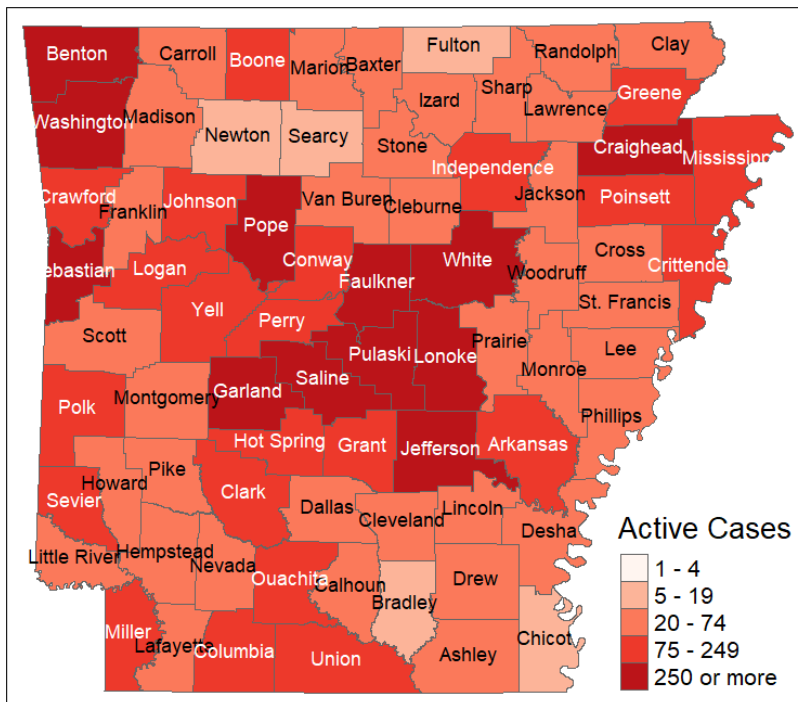 Benton
Carroll
Boone
Marion
Baxter
Fulton
Randolph
Clay
Sharp
Izard
Lawrence
Greene
Washington
Madison
Newton
Searcy
Stone
Independence
Jackson
Craighead
Mississipp
Poinsett
Crawford
Franklin
Johnson
Pope
Van Buren
Cleburne
White
Woodruff
Cross
Crittende
ebastian
Logan
Conway
Faulkner
St. Francis
Yell
Perry
Pulaski
Lonoke
Prairie
Monroe
Lee
Scott
Saline
Garland
Polk
Montgomery
Hot Spring
Grant
Jefferson
Arkansas
Phillips
Sevier
Howard
Pike
Clark
Dallas
Cleveland
Lincoln
Desha
Little River
Hempstead
Nevada
Ouachita
Calhoun
Bradley
Drew
Chicot
Miller
Lafayette
Columbia
Union
Ashley
Active Cases
1 - 4
5 - 19
20 - 74
75 - 249
250 or more